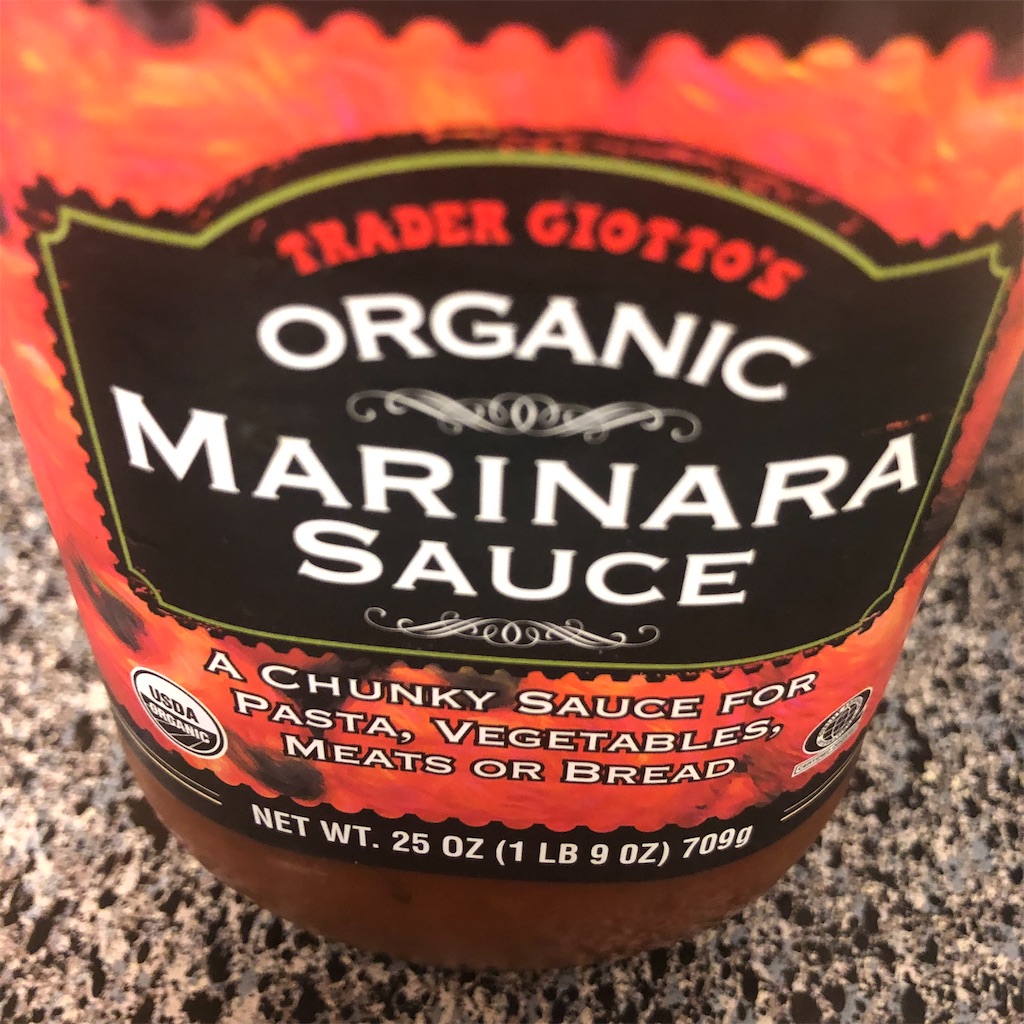 TRADER GIOTTO'S
ORGANIC
MARINARA
SAUCE
A CHUNKY SAUCE FOR
PASTA, VEGETABLES,
MEATS OR BREAD
USDA
ORGANIC
NET WT. 25 OZ (1 LB 9 OZ) 709g